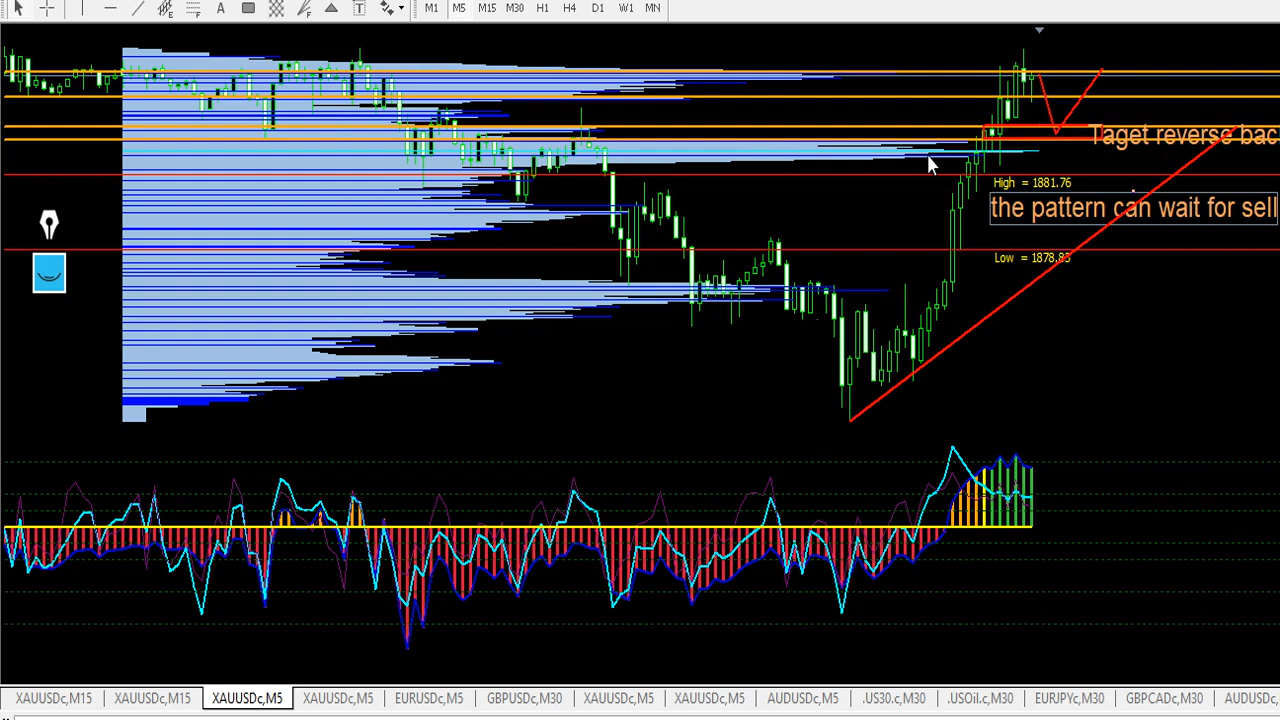 A T
M1 M5 M15 M30 H1 H4 D1 W1 MN
Taget reverse bac
High = 1881.76
the pattern can wait for sell
Low = 1878.85
XAUUSDc,M15 XAUUSDc,M15 XAUUSDc,M5 XAUUSDc,M5 EURUSDc,M5 GBPUSDc,M30 XAUUSDc,M5 XAUUSDc,M5 AUDUSDc,M5 .US30.c,M30 .USOil.c,M30 EURJPYc,M30 GBPCADc,M30 AUDUSDc,